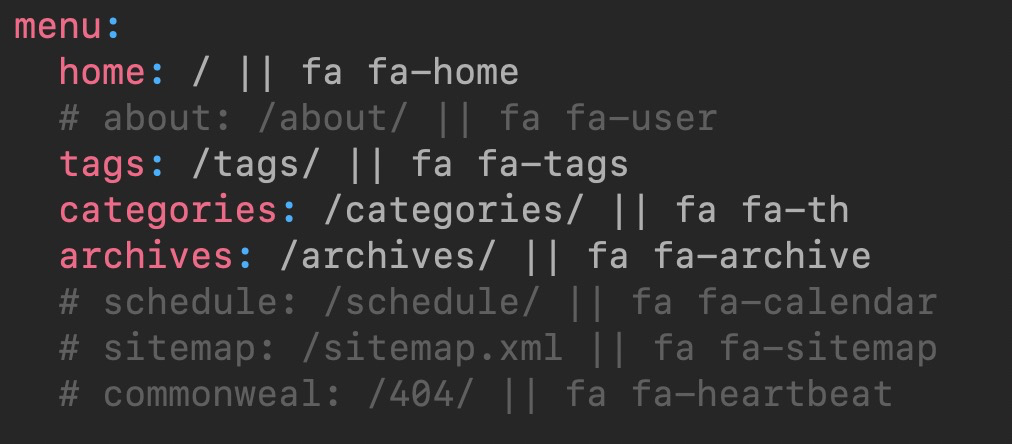 menu:
  home: / || fa fa-home
  # about: /about/ || fa fa-user
  tags: /tags/ || fa fa-tags
  categories: /categories/ || fa fa-th
  archives: /archives/ || fa fa-archive
  # schedule: /schedule/ || fa fa-calendar
  # sitemap: /sitemap.xml || fa fa-sitemap
  # commonweal: /404/ || fa fa-heartbeat